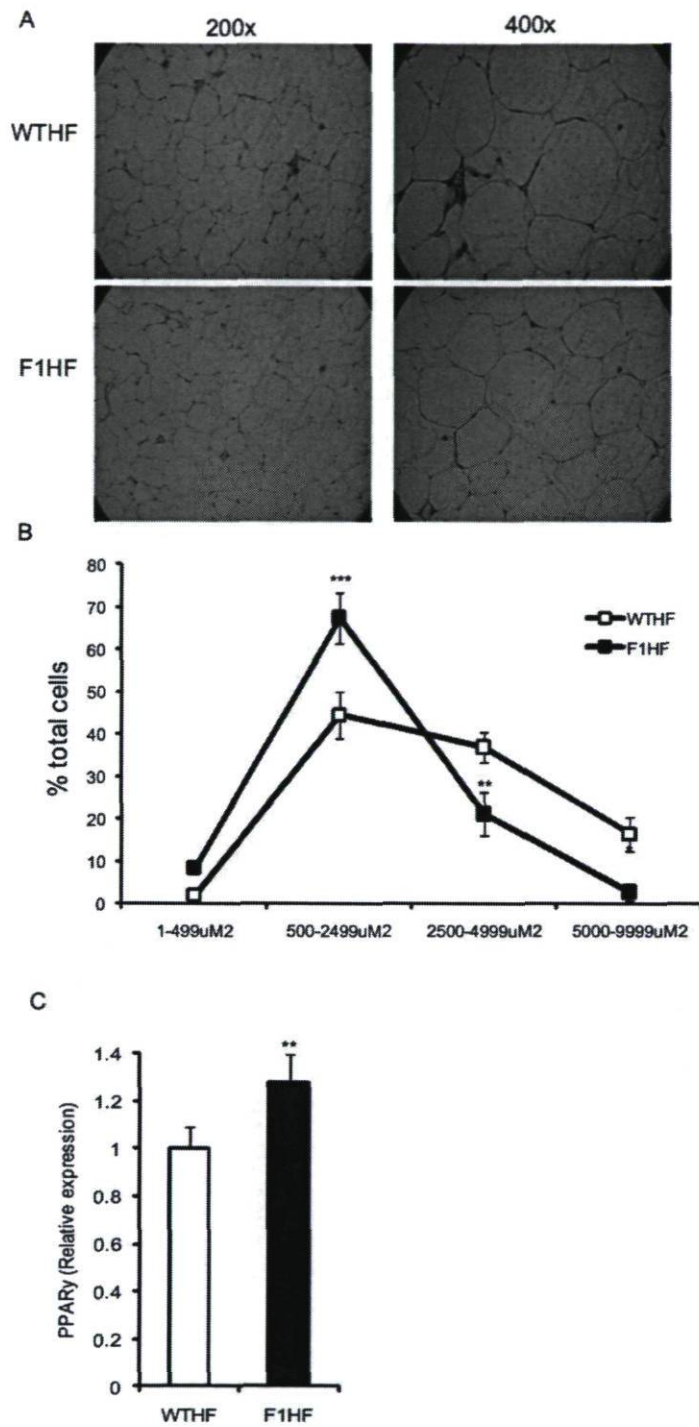 A
200x 400x
WTHF
F1HF
B
% total cells
80
70
60
50
40
30
20
10
0
***
**
*
WTHF
F1HF
1-499uM2 500-2499uM2 2500-4999uM2 5000-9999uM2
C
PPARγ (Relative expression)
1.4
1.2
1
0.8
0.6
0.4
0.2
0
**
WTHF F1HF